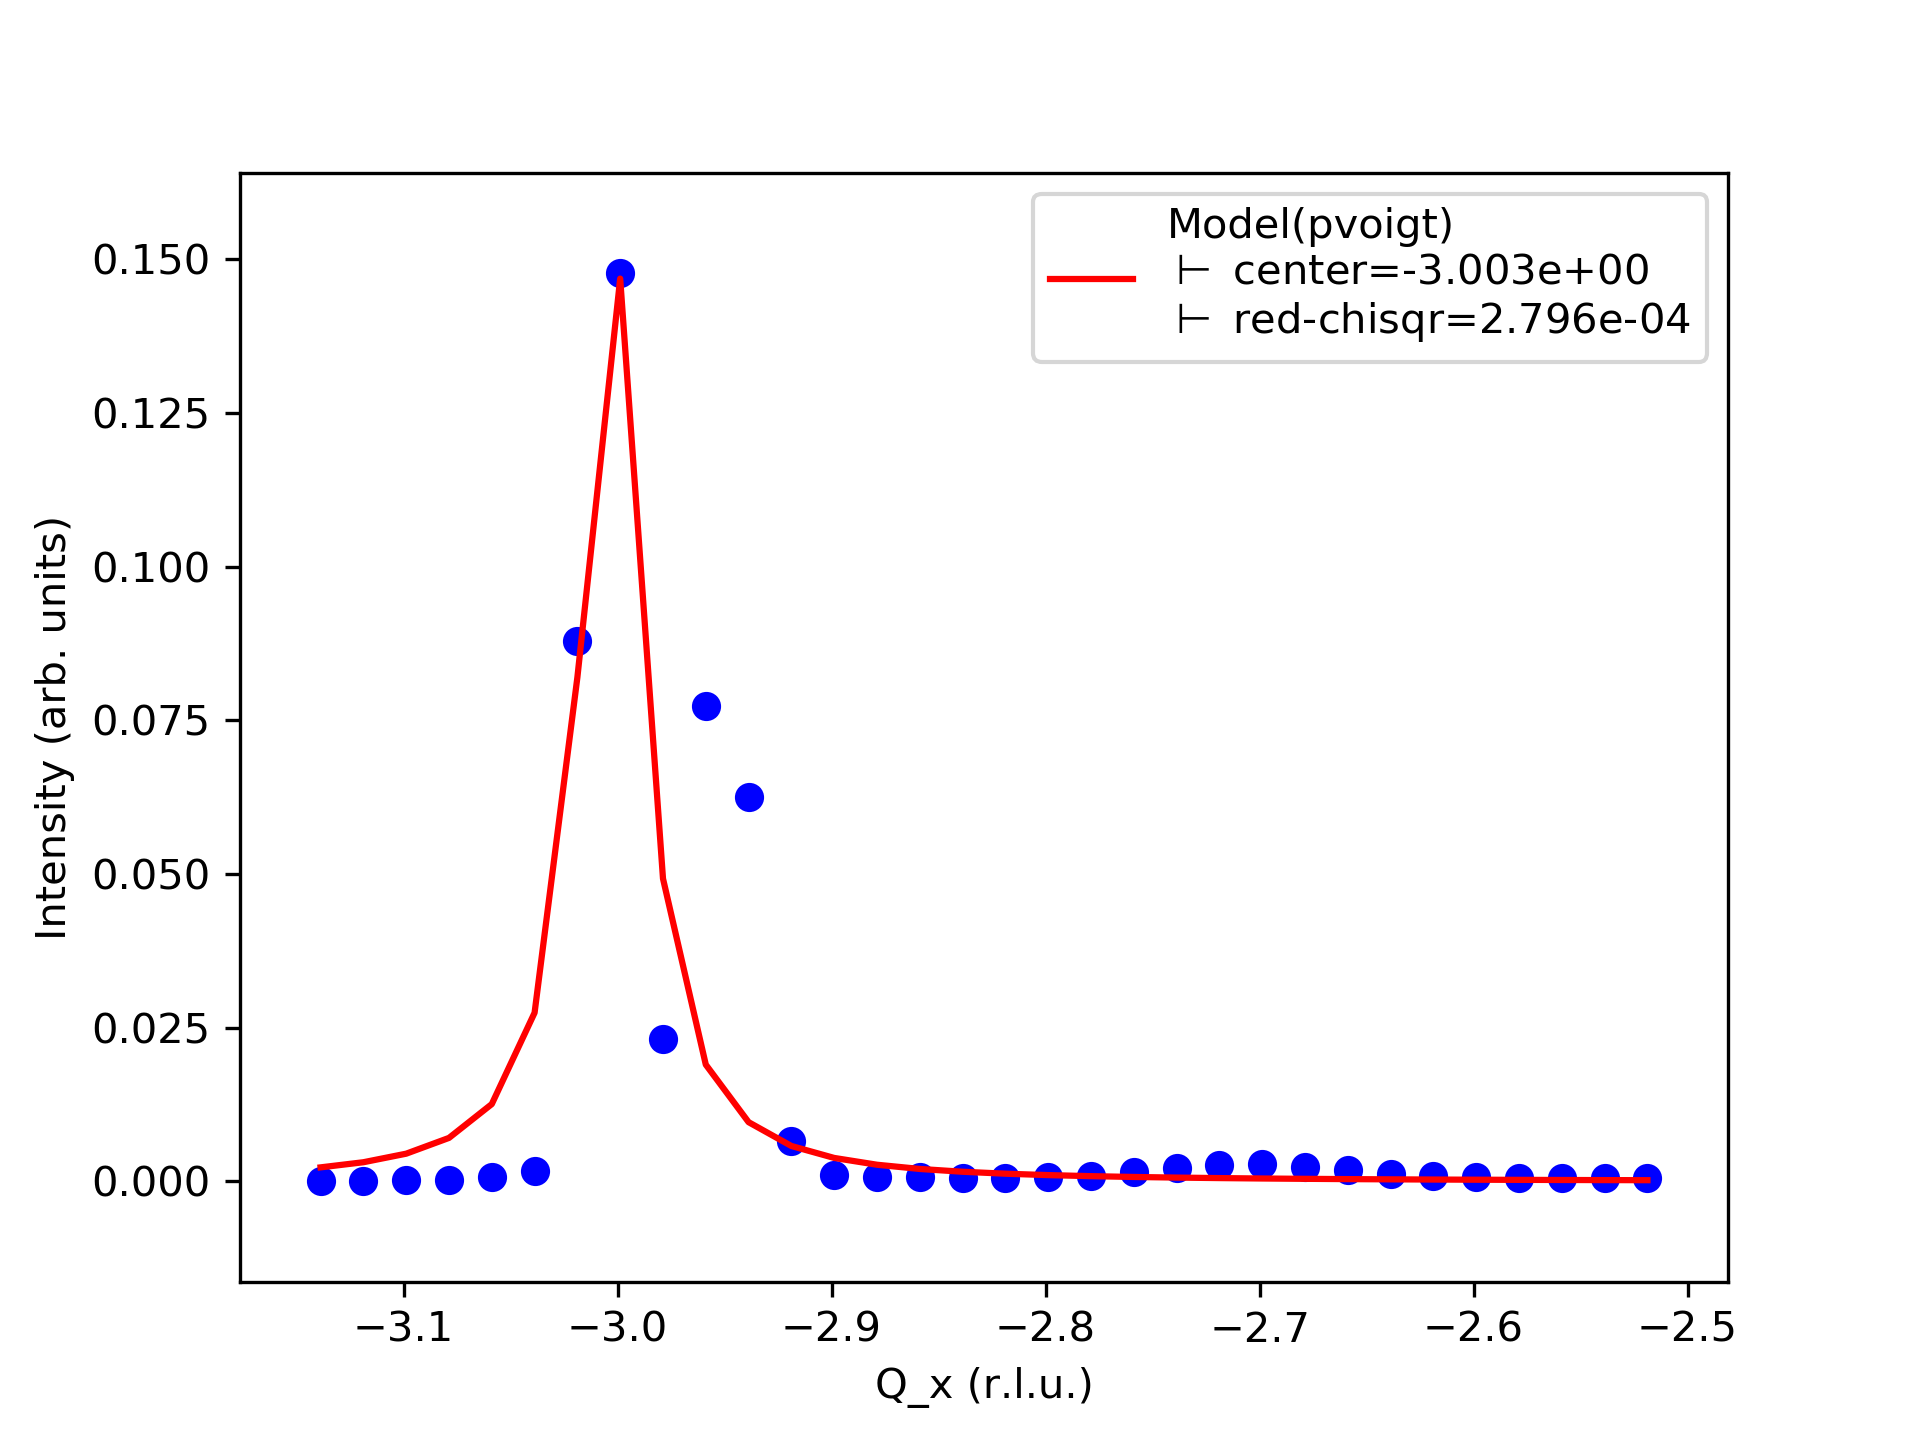 Model(pvoigt)
⊢ center=-3.003e+00
⊢ red-chisqr=2.796e-04
0.150
0.125
0.100
0.075
0.050
0.025
0.000
Intensity (arb. units)
−3.1 −3.0 −2.9 −2.8 −2.7 −2.6 −2.5
Q_x (r.l.u.)